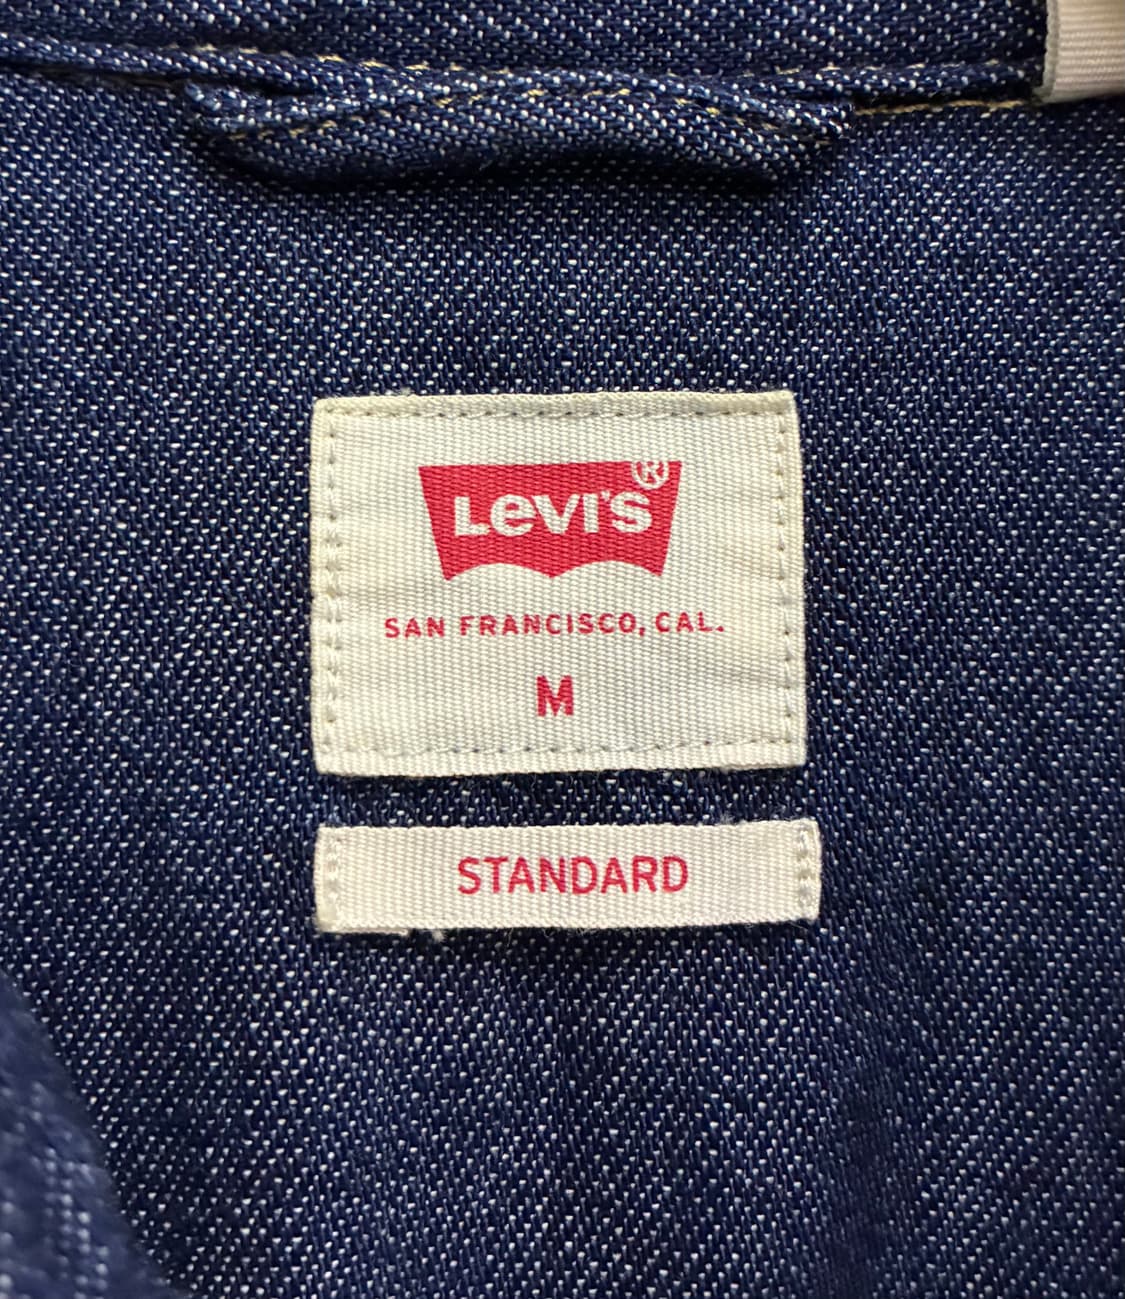 Levi's®
SAN FRANCISCO, CAL.
M
STANDARD